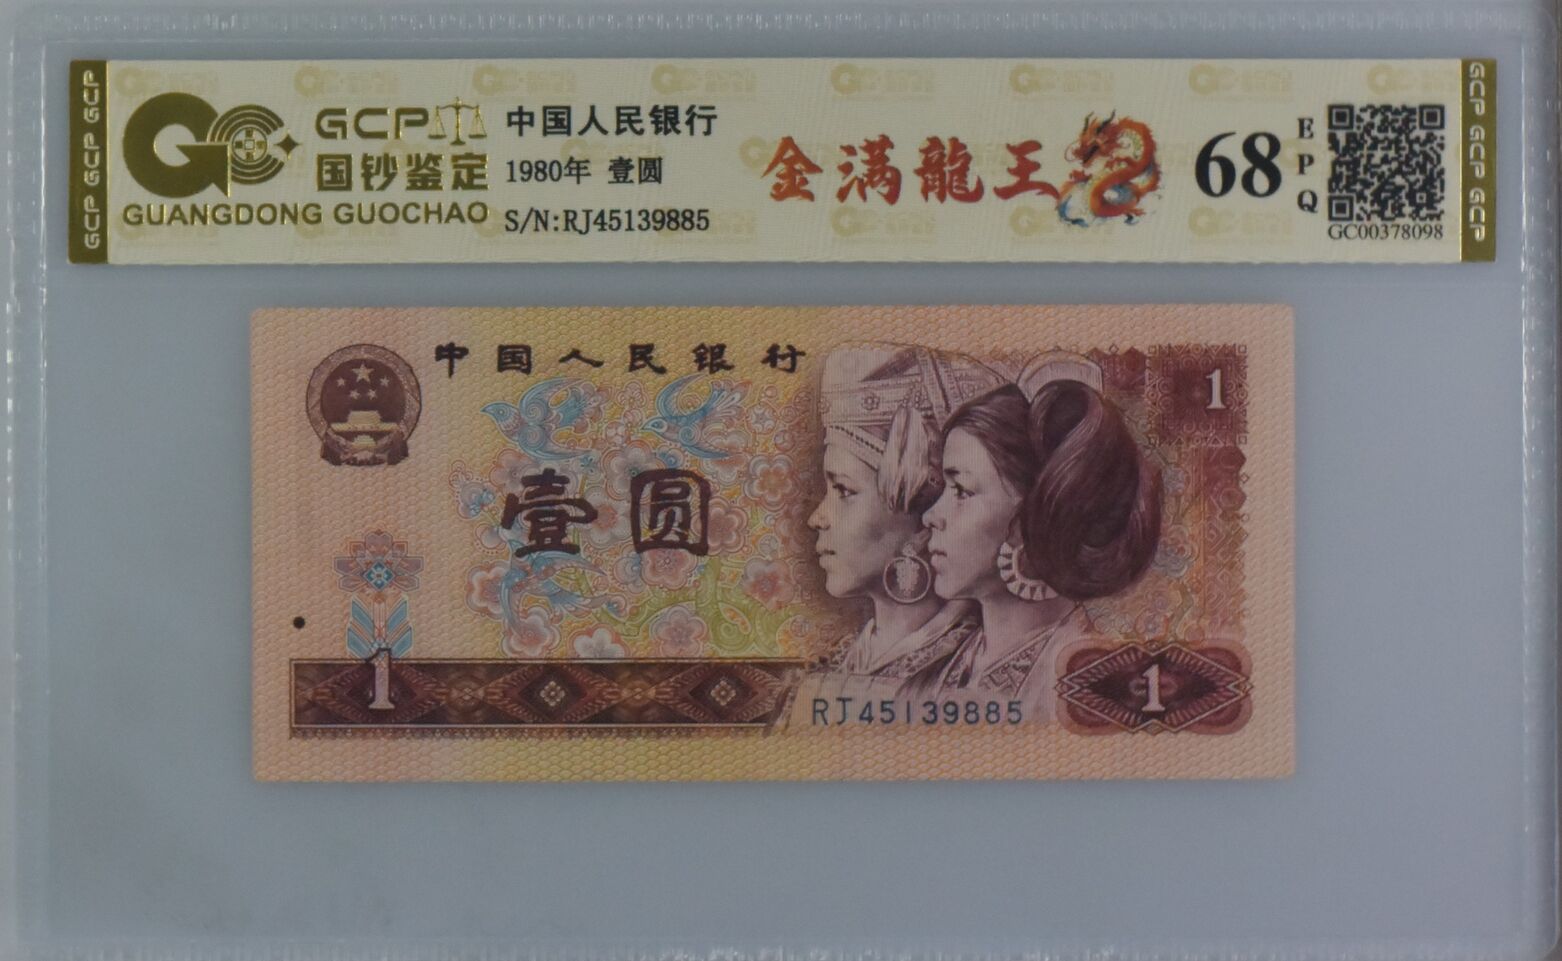 GCP GCP GCP
GCP
国钞鉴定
GUANGDONG GUOCHAO
中国人民银行
1980年 壹圆
S/N:RJ45139885
金满龍王
68
EPQ
GC00378098
GCP GCP GCP
中国人民银行
1
壹圆
1
RJ45139885
1